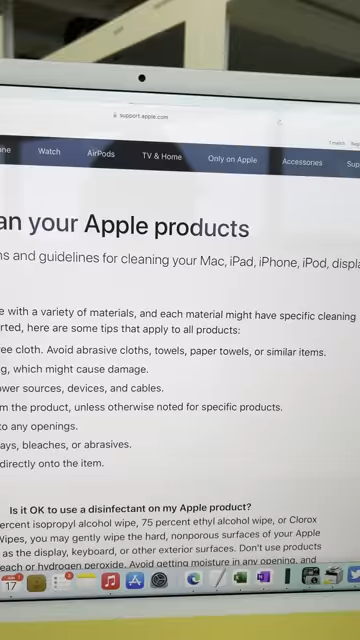 support.apple.com
1 match
ne Watch AirPods TV & Home Only on Apple Accessories Sup
an your Apple products
ns and guidelines for cleaning your Mac, iPad, iPhone, iPod, displa
e with a variety of materials, and each material might have specific cleaning
rted, here are some tips that apply to all products:
ree cloth. Avoid abrasive cloths, towels, paper towels, or similar items.
g, which might cause damage.
ower sources, devices, and cables.
m the product, unless otherwise noted for specific products.
to any openings.
ays, bleaches, or abrasives.
directly onto the item.
Is it OK to use a disinfectant on my Apple product?
ercent isopropyl alcohol wipe, 75 percent ethyl alcohol wipe, or Clorox
Wipes, you may gently wipe the hard, nonporous surfaces of your Apple
as the display, keyboard, or other exterior surfaces. Don't use products
each or hydrogen peroxide. Avoid getting moisture in any opening, and
17